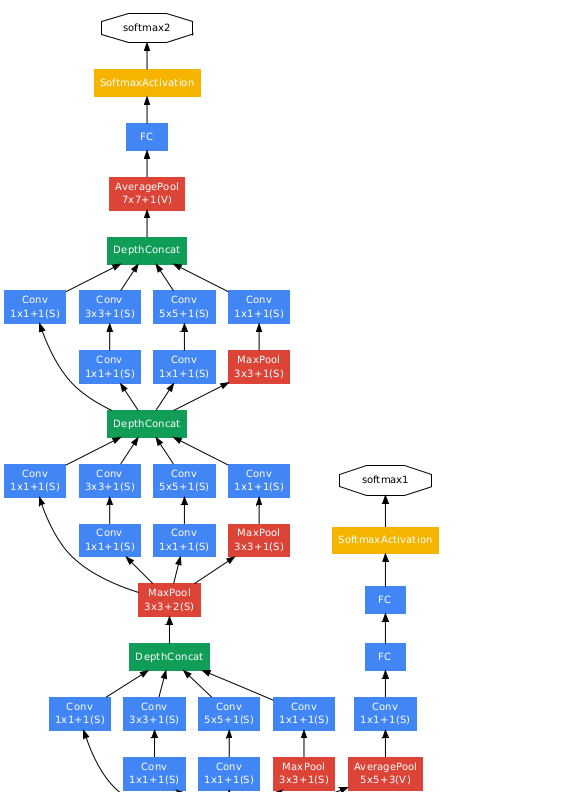 softmax2
SoftmaxActivation
FC
AveragePool
7x7+1(V)
DepthConcat
Conv Conv Conv Conv
1x1+1(S) 3x3+1(S) 5x5+1(S) 1x1+1(S)
Conv Conv MaxPool
1x1+1(S) 1x1+1(S) 3x3+1(S)
DepthConcat
Conv Conv Conv Conv
1x1+1(S) 3x3+1(S) 5x5+1(S) 1x1+1(S)
softmax1
Conv Conv MaxPool
1x1+1(S) 1x1+1(S) 3x3+1(S)
SoftmaxActivation
MaxPool
3x3+2(S)
FC
DepthConcat
FC
Conv Conv Conv Conv Conv
1x1+1(S) 3x3+1(S) 5x5+1(S) 1x1+1(S) 1x1+1(S)
Conv Conv MaxPool AveragePool
1x1+1(S) 1x1+1(S) 3x3+1(S) 5x5+3(V)